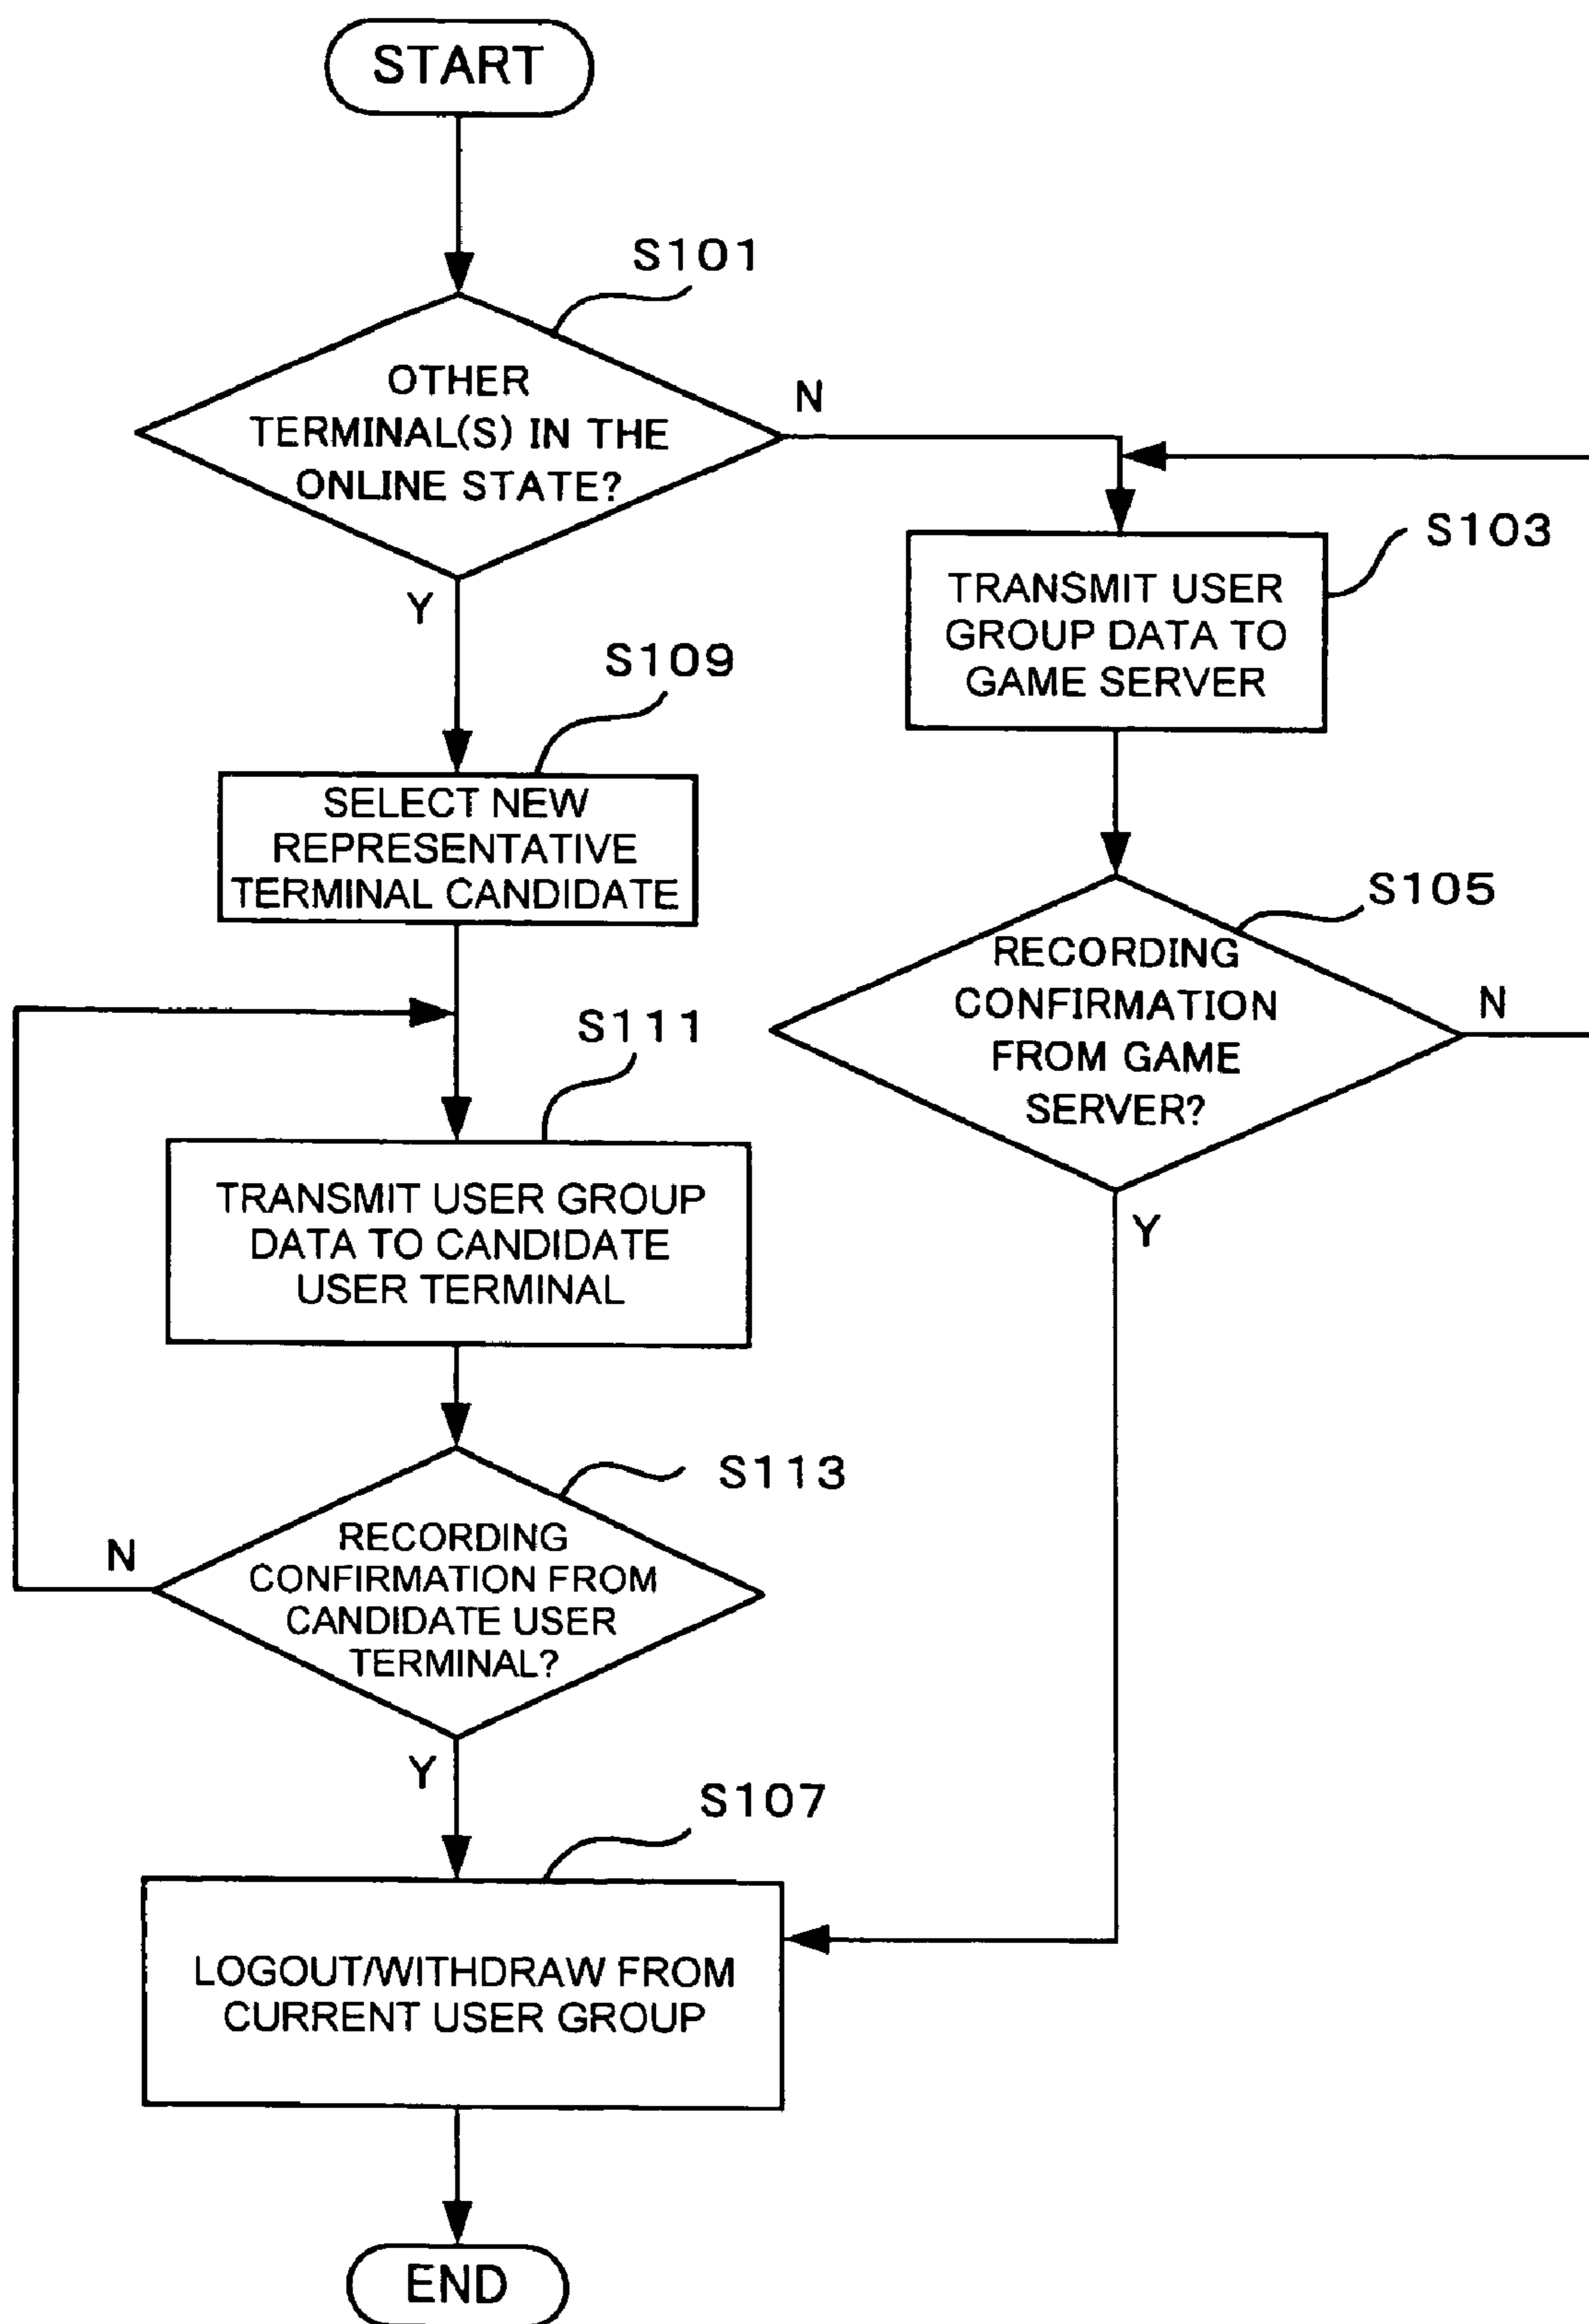 START
S101
OTHER
TERMINAL(S) IN THE
ONLINE STATE?
N
Y
S103
TRANSMIT USER
GROUP DATA TO
GAME SERVER
S109
SELECT NEW
REPRESENTATIVE
TERMINAL CANDIDATE
S105
RECORDING
CONFIRMATION
FROM GAME
SERVER?
N
Y
S111
TRANSMIT USER GROUP
DATA TO CANDIDATE
USER TERMINAL
S113
RECORDING
CONFIRMATION FROM
CANDIDATE USER
TERMINAL?
N
Y
S107
LOGOUT/WITHDRAW FROM
CURRENT USER GROUP
END